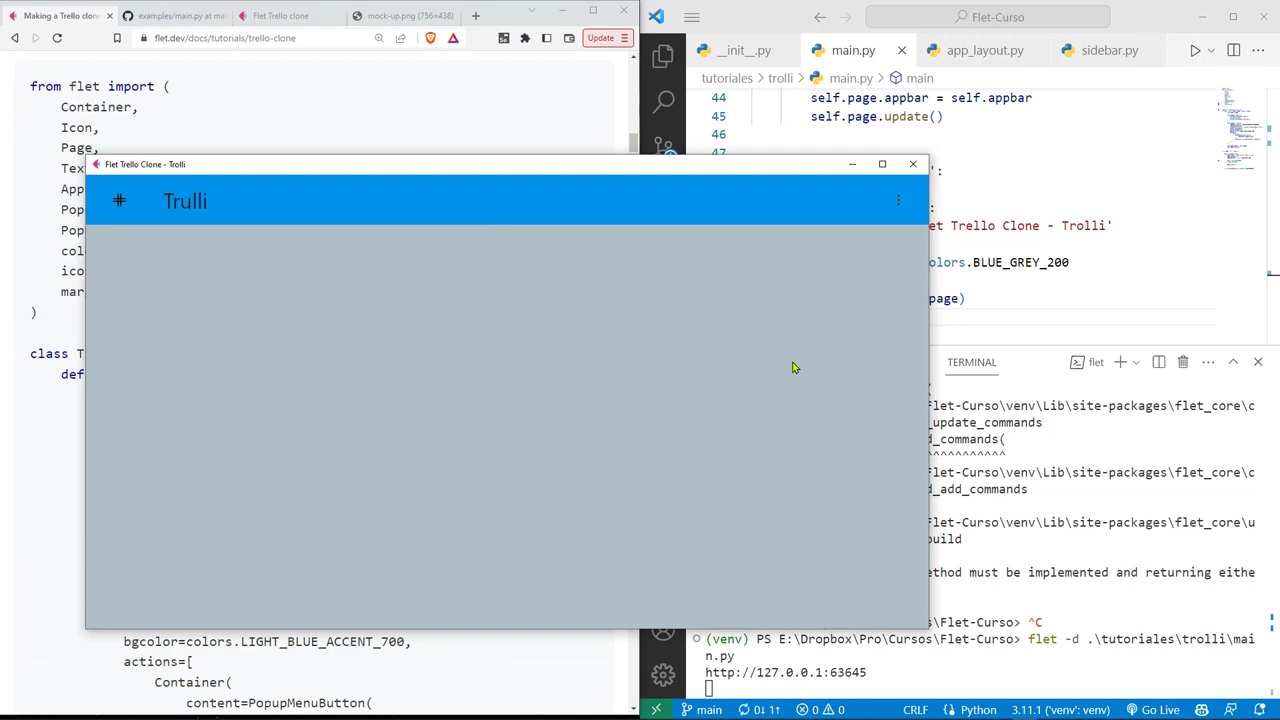 Making a Trello clone
examples/main.py at ma
Flet Trello clone
mock-up.png (756×438)
flet.dev/docs/tutorials/trello-clone
Update
from flet import (
Container,
Icon,
Page,
Tex
App
Pop
Pop
col
ico
mar
)
class T
def
bgcolor=colors.LIGHT_BLUE_ACCENT_700,
actions=[
Container(
content=PopupMenuButton(
Flet Trello Clone - Trolli
Trulli
Flet-Curso
__init__.py
main.py
app_layout.py
sidebar.py
tutoriales > trolli > main.py > main
44 self.page.appbar = self.appbar
45 self.page.update()
46
47
':
:
et Trello Clone - Trolli'
olors.BLUE_GREY_200
page)
TERMINAL
flet
(
flet-Curso\venv\Lib\site-packages\flet_core\c
_update_commands
d_commands(
^^^^^^^^^^^
flet-Curso\venv\Lib\site-packages\flet_core\c
d_add_commands
flet-Curso\venv\Lib\site-packages\flet_core\u
build
ethod must be implemented and returning eithe
s\Flet-Curso> ^C
(venv) PS E:\Dropbox\Pro\Cursos\Flet-Curso> flet -d .\tutoriales\trolli\mai
n.py
http://127.0.0.1:63645
main 0↓ 1↑ 0 0 CRLF Python 3.11.1 ('venv': venv) Go Live